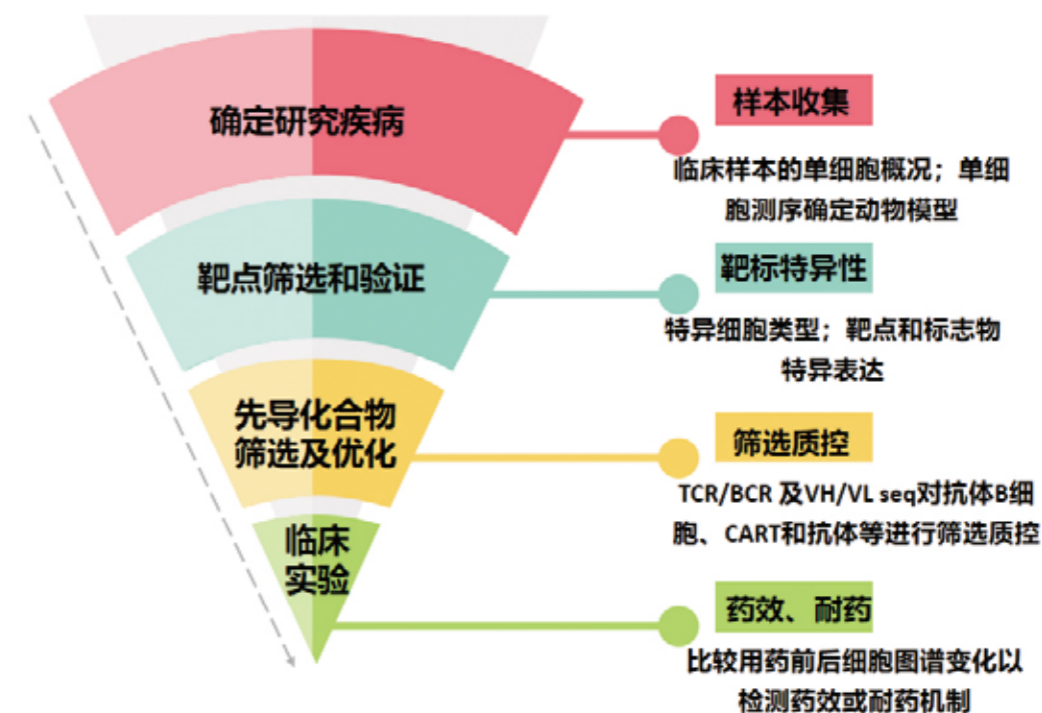 确定研究疾病
样本收集
临床样本的单细胞概况；单细
胞测序确定动物模型
靶点筛选和验证
靶标特异性
特异细胞类型；靶点和标志物
特异表达
先导化合物
筛选及优化
筛选质控
TCR/BCR 及VH/VL seq对抗体B细
胞、CART和抗体等进行筛选质控
临床
实验
药效、耐药
比较用药前后细胞图谱变化以
检测药效或耐药机制